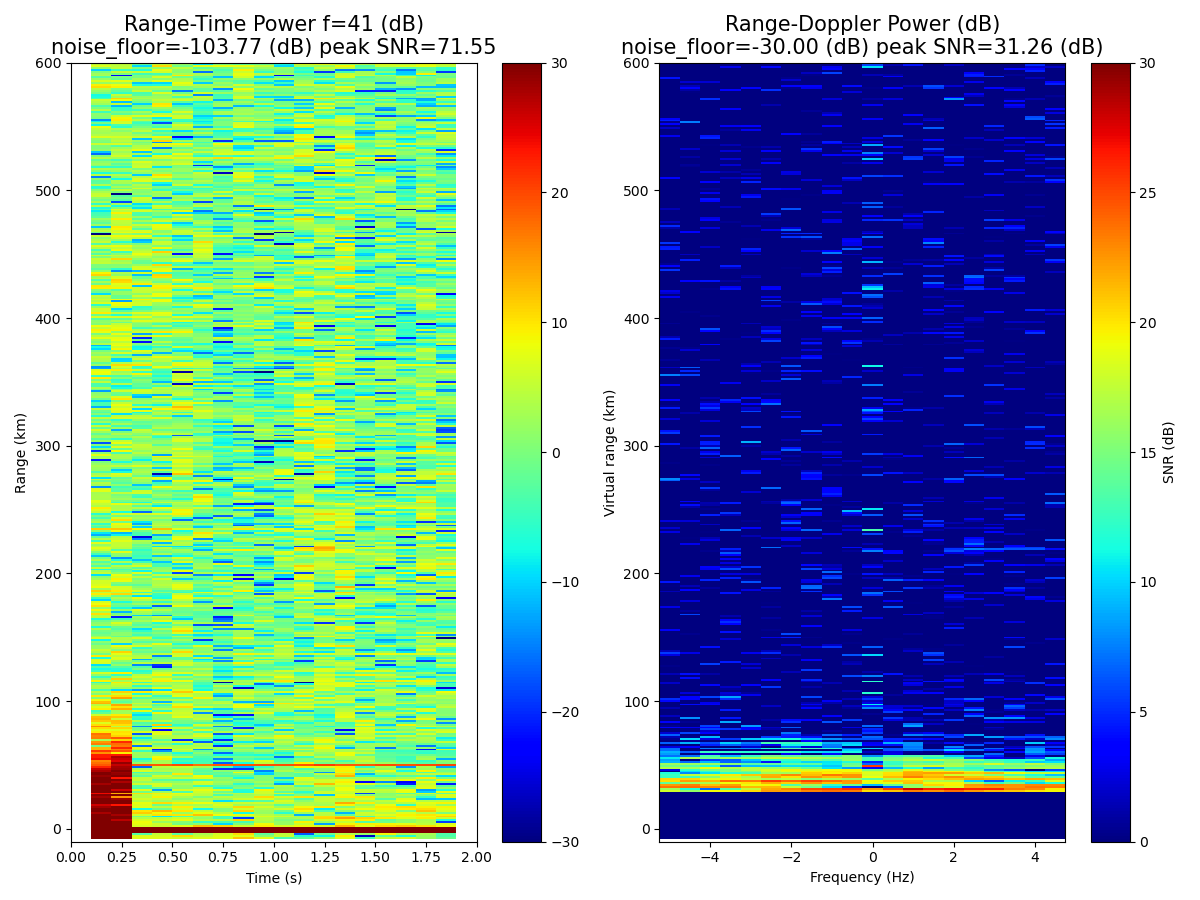 Range-Time Power f=41 (dB)
noise_floor=-103.77 (dB) peak SNR=71.55
Range-Doppler Power (dB)
noise_floor=-30.00 (dB) peak SNR=31.26 (dB)
600
500
400
300
200
100
0
Range (km)
0.00 0.25 0.50 0.75 1.00 1.25 1.50 1.75 2.00
Time (s)
30
20
10
0
−10
−20
−30
600
500
400
300
200
100
0
Virtual range (km)
−4 −2 0 2 4
Frequency (Hz)
30
25
20
15
10
5
0
SNR (dB)